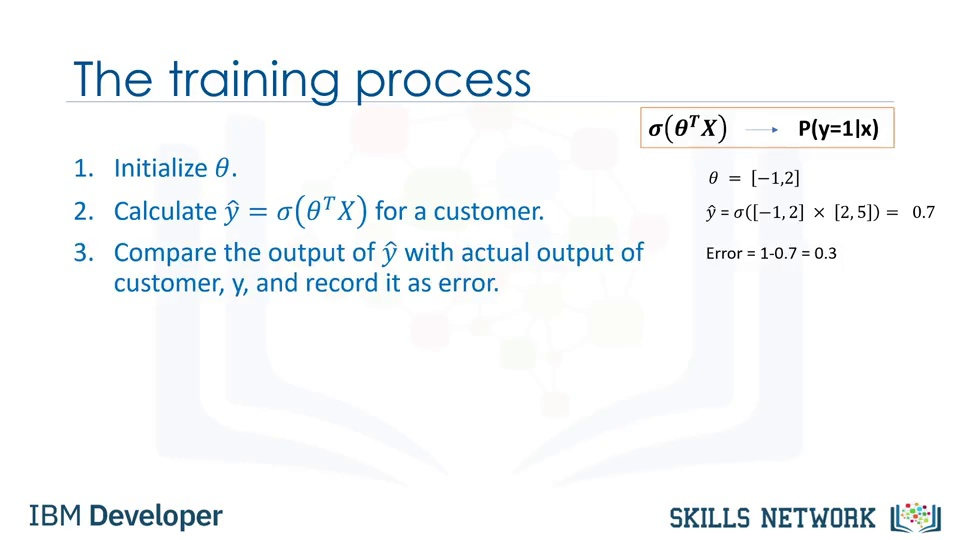 The training process
σ(θᵀX) → P(y=1|x)
1. Initialize θ.
θ = [−1,2]
2. Calculate ŷ = σ(θᵀX) for a customer.
ŷ = σ([−1, 2] × [2, 5]) = 0.7
3. Compare the output of ŷ with actual output of
customer, y, and record it as error.
Error = 1-0.7 = 0.3
IBM Developer
SKILLS NETWORK